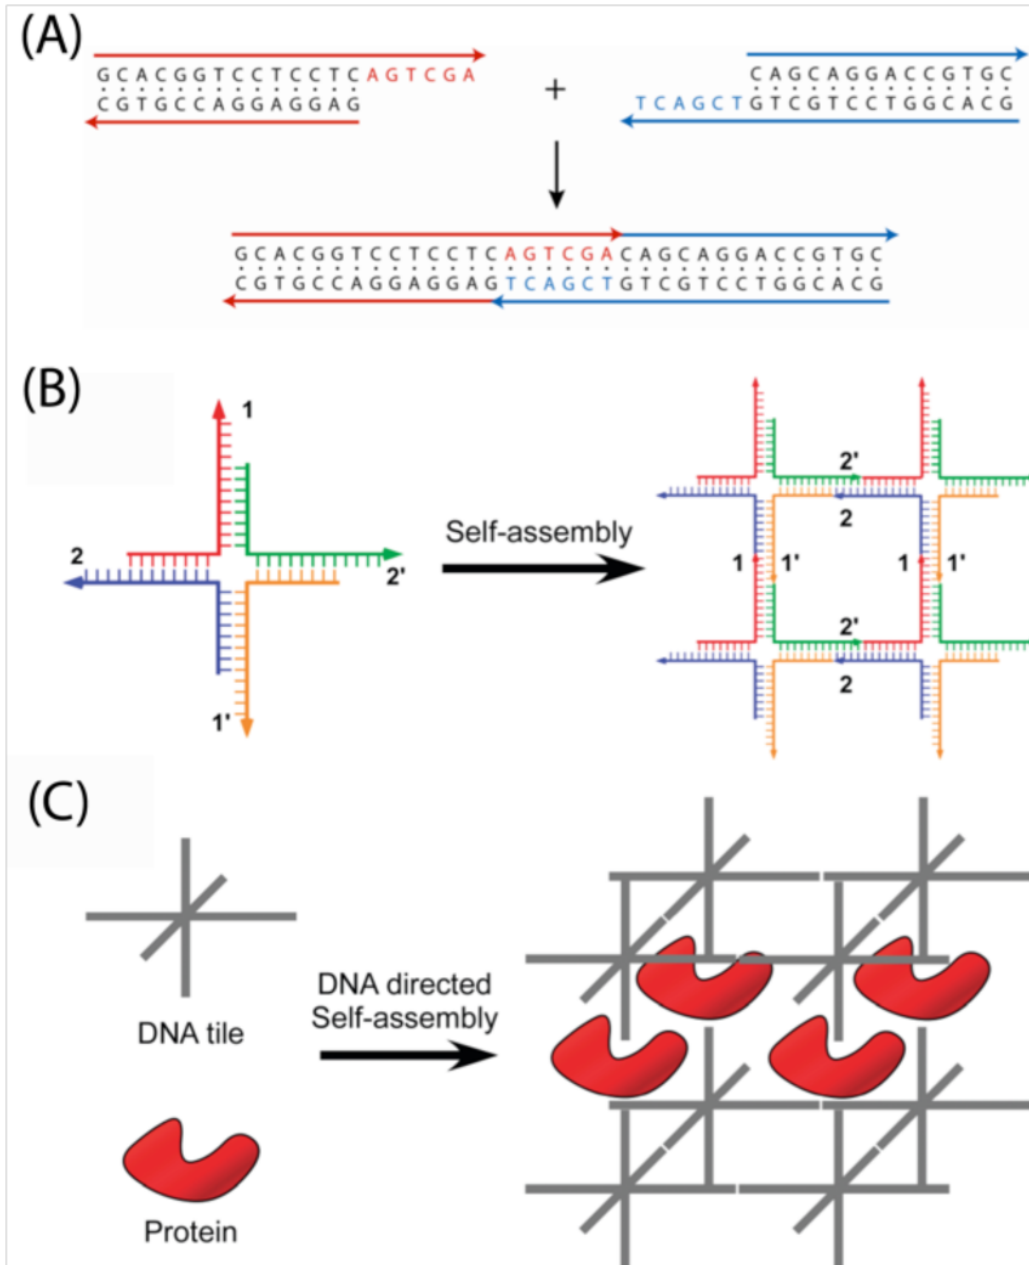 (A)
G C A C G G T C C T C C T C A G T C G A
C G T G C C A G G A G G A G
+
C A G C A G G A C C G T G C
T C A G C T G T C G T C C T G G C A C G
G C A C G G T C C T C C T C A G T C G A C A G C A G G A C C G T G C
C G T G C C A G G A G G A G T C A G C T G T C G T C C T G G C A C G
(B)
1
2
2'
1'
Self-assembly
2'
2
1
1'
1
1'
2'
2
(C)
DNA tile
Protein
DNA directed
Self-assembly